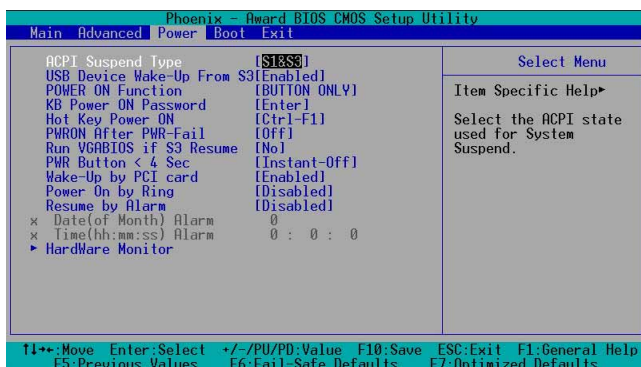 Phoenix - Award BIOS CMOS Setup Utility
Main Advanced Power Boot Exit
ACPI Suspend Type [S1&S3]
USB Device Wake-Up From S3[Enabled]
POWER ON Function [BUTTON ONLY]
KB Power ON Password [Enter]
Hot Key Power ON [Ctrl-F1]
PWRON After PWR-Fail [Off]
Run VGABIOS if S3 Resume [No]
PWR Button < 4 Sec [Instant-Off]
Wake-Up by PCI card [Enabled]
Power On by Ring [Disabled]
Resume by Alarm [Disabled]
x Date(of Month) Alarm 0
x Time(hh:mm:ss) Alarm 0 : 0 : 0
► HardWare Monitor
Select Menu
Item Specific Help►
Select the ACPI state
used for System
Suspend.
↑↓→←:Move Enter:Select +/-/PU/PD:Value F10:Save ESC:Exit F1:General Help
F5:Previous Values F6:Fail-Safe Defaults F7:Optimized Defaults